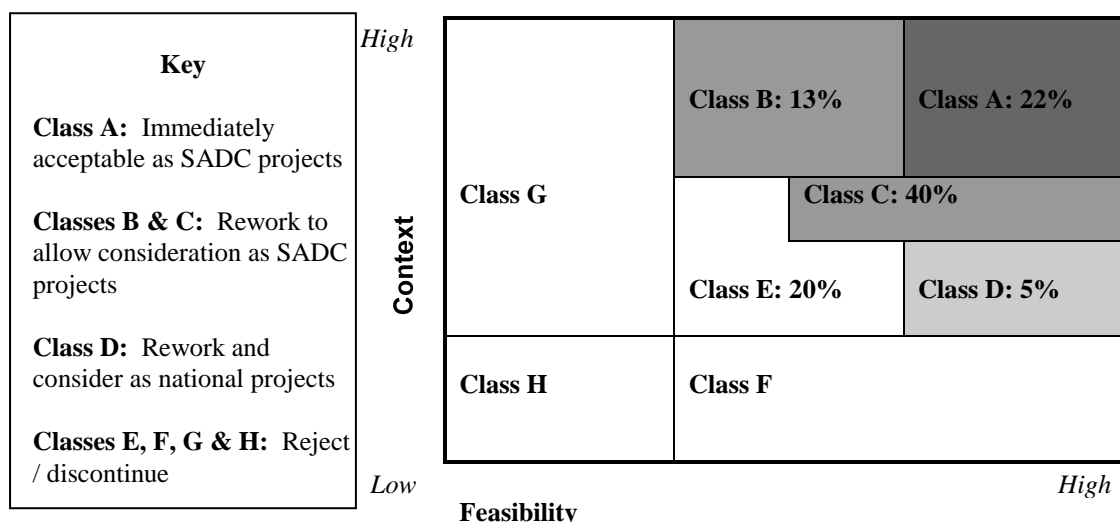 Key
Class A: Immediately
acceptable as SADC projects
Classes B & C: Rework to
allow consideration as SADC
projects
Class D: Rework and
consider as national projects
Classes E, F, G & H: Reject
/ discontinue
High
Context
Low
Class B: 13%
Class A: 22%
Class G
Class C: 40%
Class E: 20%
Class D: 5%
Class H
Class F
High
Feasibility